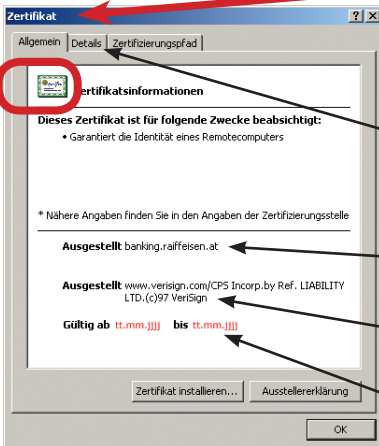 Zertifikat
Allgemein Details Zertifizierungspfad
ertifikatsinformationen
Dieses Zertifikat ist für folgende Zwecke beabsichtigt:
• Garantiert die Identität eines Remotecomputers
* Nähere Angaben finden Sie in den Angaben der Zertifizierungsstelle
Ausgestellt banking.raiffeisen.at
Ausgestellt www.verisign.com/CPS Incorp.by Ref. LIABILITY
LTD.(c)97 VeriSign
Gültig ab tt.mm.jjjj bis tt.mm.jjjj
Zertifikat installieren... Ausstellererklärung
OK